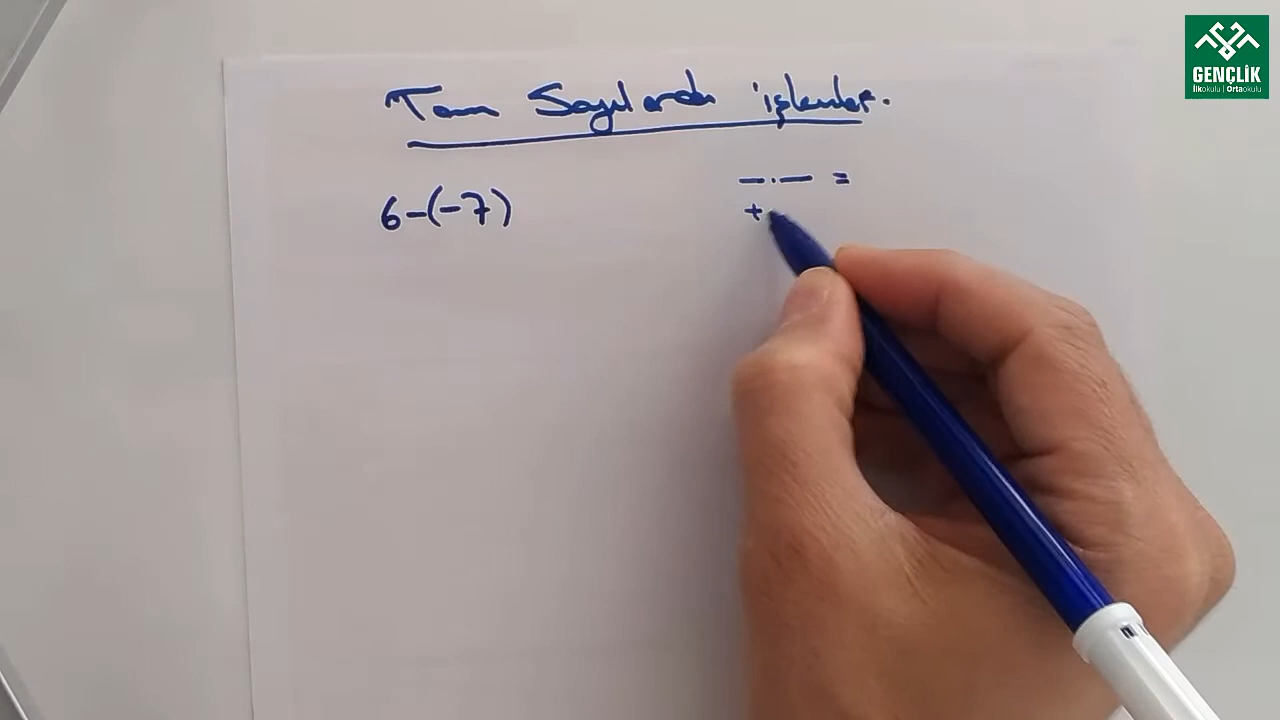 Tam Sayılarda işlemler.
6-(-7)
— . — =
+ .
GENÇLİK
İlkokulu | Ortaokulu